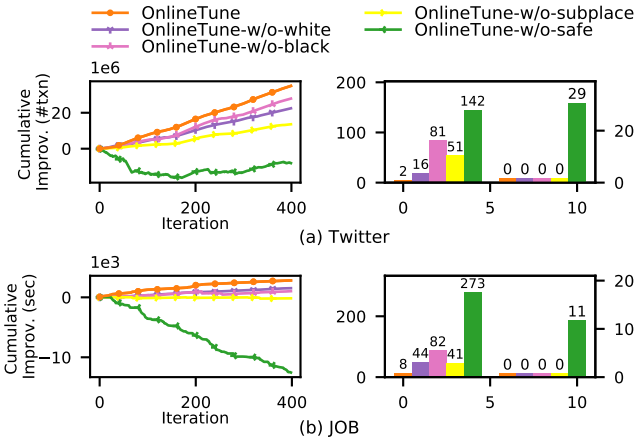 OnlineTune
OnlineTune-w/o-white
OnlineTune-w/o-black
OnlineTune-w/o-subplace
OnlineTune-w/o-safe
1e6
Cumulative
Improv. (#txn)
20
0
0 200 400
Iteration
200
100
0
2 16 81 51 142 0 0 0 0 29
20
0
0 5 10
(a) Twitter
1e3
Cumulative
Improv. (sec)
0
−10
0 200 400
Iteration
200
0
8 44 82 41 273 0 0 0 0 11
20
10
0
0 5 10
(b) JOB